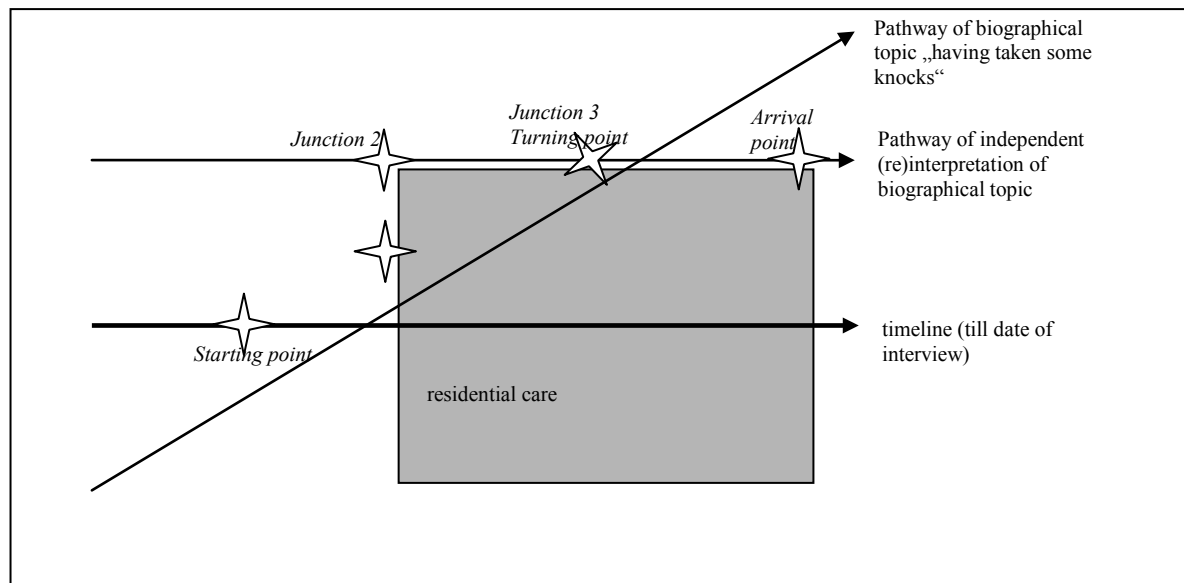 Pathway of biographical
topic „having taken some
knocks“
Junction 3
Turning point
Arrival
point
Junction 2
Pathway of independent
(re)interpretation of
biographical topic
Starting point
timeline (till date of
interview)
residential care